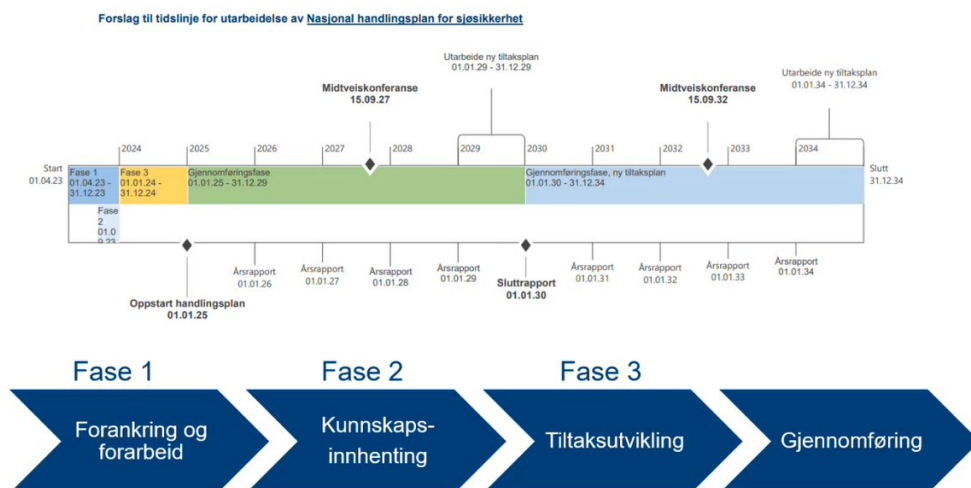 Forslag til tidslinje for utarbeidelse av Nasjonal handlingsplan for sjøsikkerhet
Utarbeide ny tiltaksplan
01.01.29 - 31.12.29
Utarbeide ny tiltaksplan
01.01.34 - 31.12.34
Midtveiskonferanse
15.09.27
Midtveiskonferanse
15.09.32
2024
2025
2026
2027
2028
2029
2030
2031
2032
2033
2034
Start
01.04.23
Fase 1
01.04.23 -
31.12.23
Fase 3
01.01.24 -
31.12.24
Gjennomføringsfase
01.01.25 - 31.12.29
Gjennomføringsfase, ny tiltaksplan
01.01.30 - 31.12.34
Slutt
31.12.34
Fase
2
01.0
Årsrapport
01.01.26
Årsrapport
01.01.27
Årsrapport
01.01.28
Årsrapport
01.01.29
Årsrapport
01.01.31
Årsrapport
01.01.32
Årsrapport
01.01.33
Årsrapport
01.01.34
Oppstart handlingsplan
01.01.25
Sluttrapport
01.01.30
Fase 1
Fase 2
Fase 3
Forankring og
forarbeid
Kunnskaps-
innhenting
Tiltaksutvikling
Gjennomføring